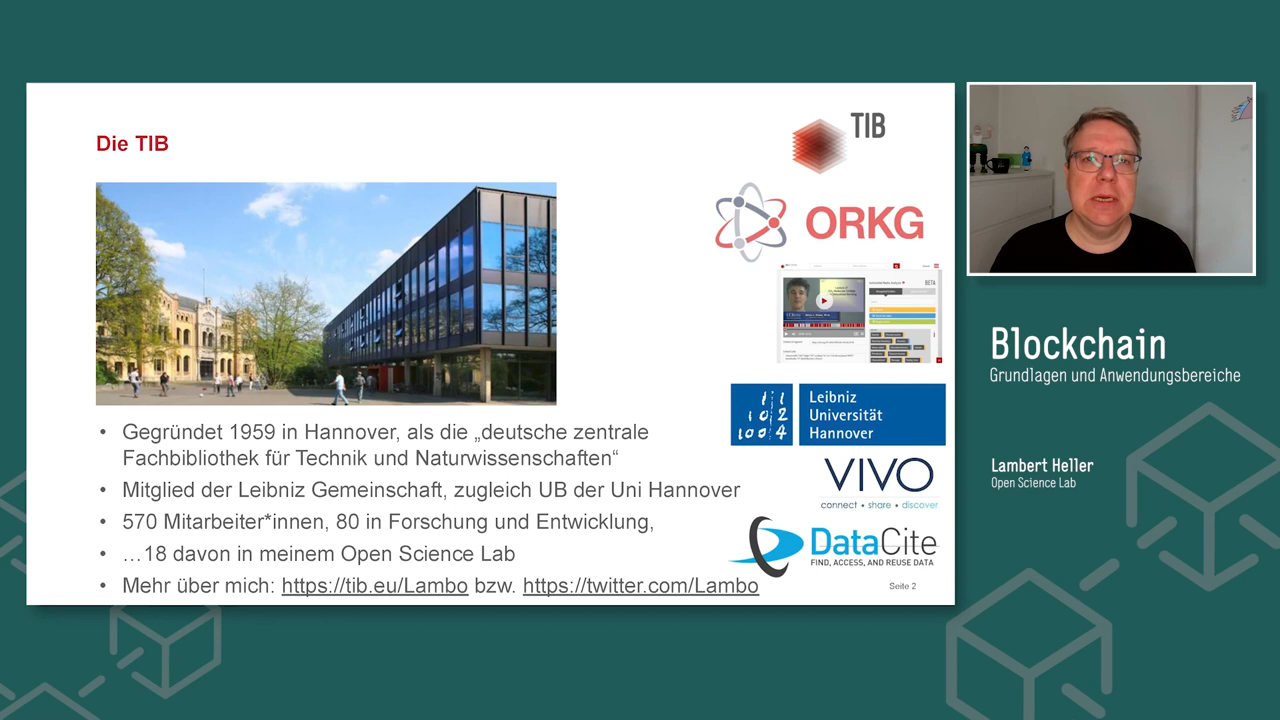 Die TIB
TIB
ORKG
BETA
Leibniz
Universität
Hannover
VIVO
connect • share • discover
DataCite
FIND, ACCESS, AND REUSE DATA
• Gegründet 1959 in Hannover, als die „deutsche zentrale
Fachbibliothek für Technik und Naturwissenschaften“
• Mitglied der Leibniz Gemeinschaft, zugleich UB der Uni Hannover
• 570 Mitarbeiter*innen, 80 in Forschung und Entwicklung,
• …18 davon in meinem Open Science Lab
• Mehr über mich: https://tib.eu/Lambo bzw. https://twitter.com/Lambo
Seite 2
Blockchain
Grundlagen und Anwendungsbereiche
Lambert Heller
Open Science Lab